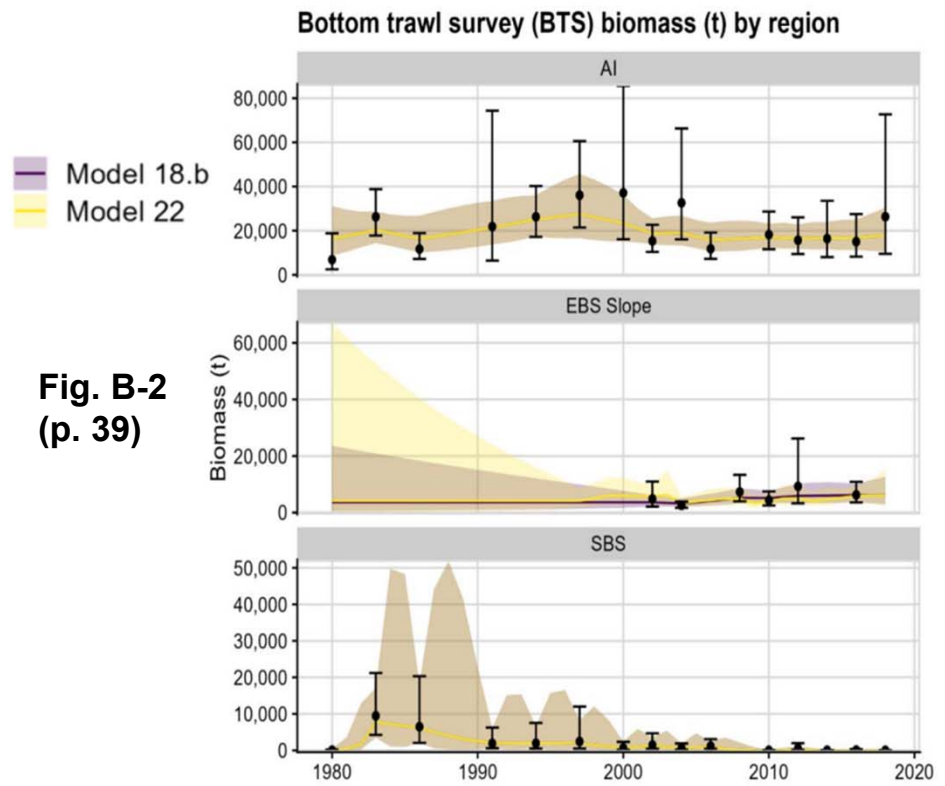 Bottom trawl survey (BTS) biomass (t) by region
Model 18.b
Model 22
Fig. B-2
(p. 39)
Biomass (t)
AI
80,000
60,000
40,000
20,000
0
EBS Slope
60,000
40,000
20,000
0
SBS
50,000
40,000
30,000
20,000
10,000
0
1980 1990 2000 2010 2020